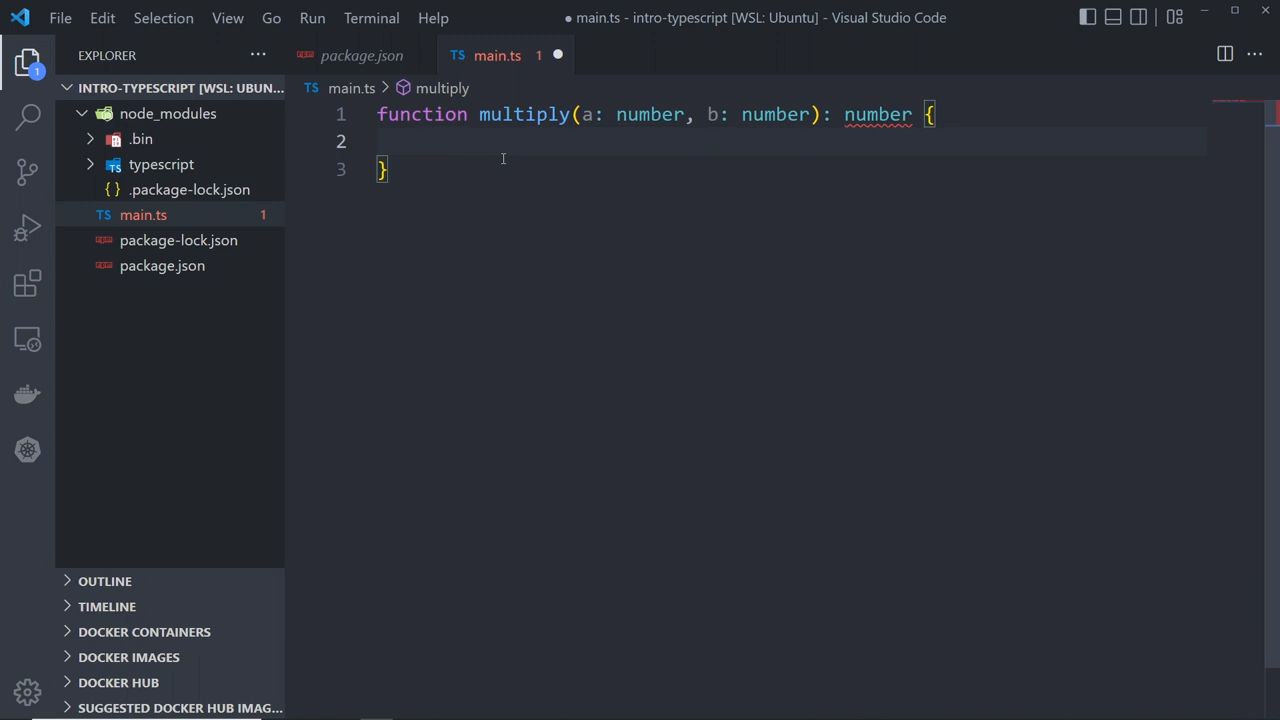 File Edit Selection View Go Run Terminal Help
● main.ts - intro-typescript [WSL: Ubuntu] - Visual Studio Code
EXPLORER
package.json
TS main.ts 1
1
INTRO-TYPESCRIPT [WSL: UBUN...
TS main.ts > multiply
node_modules
.bin
TS typescript
{} .package-lock.json
TS main.ts 1
package-lock.json
package.json
1 function multiply(a: number, b: number): number {
2
3 }
OUTLINE
TIMELINE
DOCKER CONTAINERS
DOCKER IMAGES
DOCKER HUB
SUGGESTED DOCKER HUB IMAG...